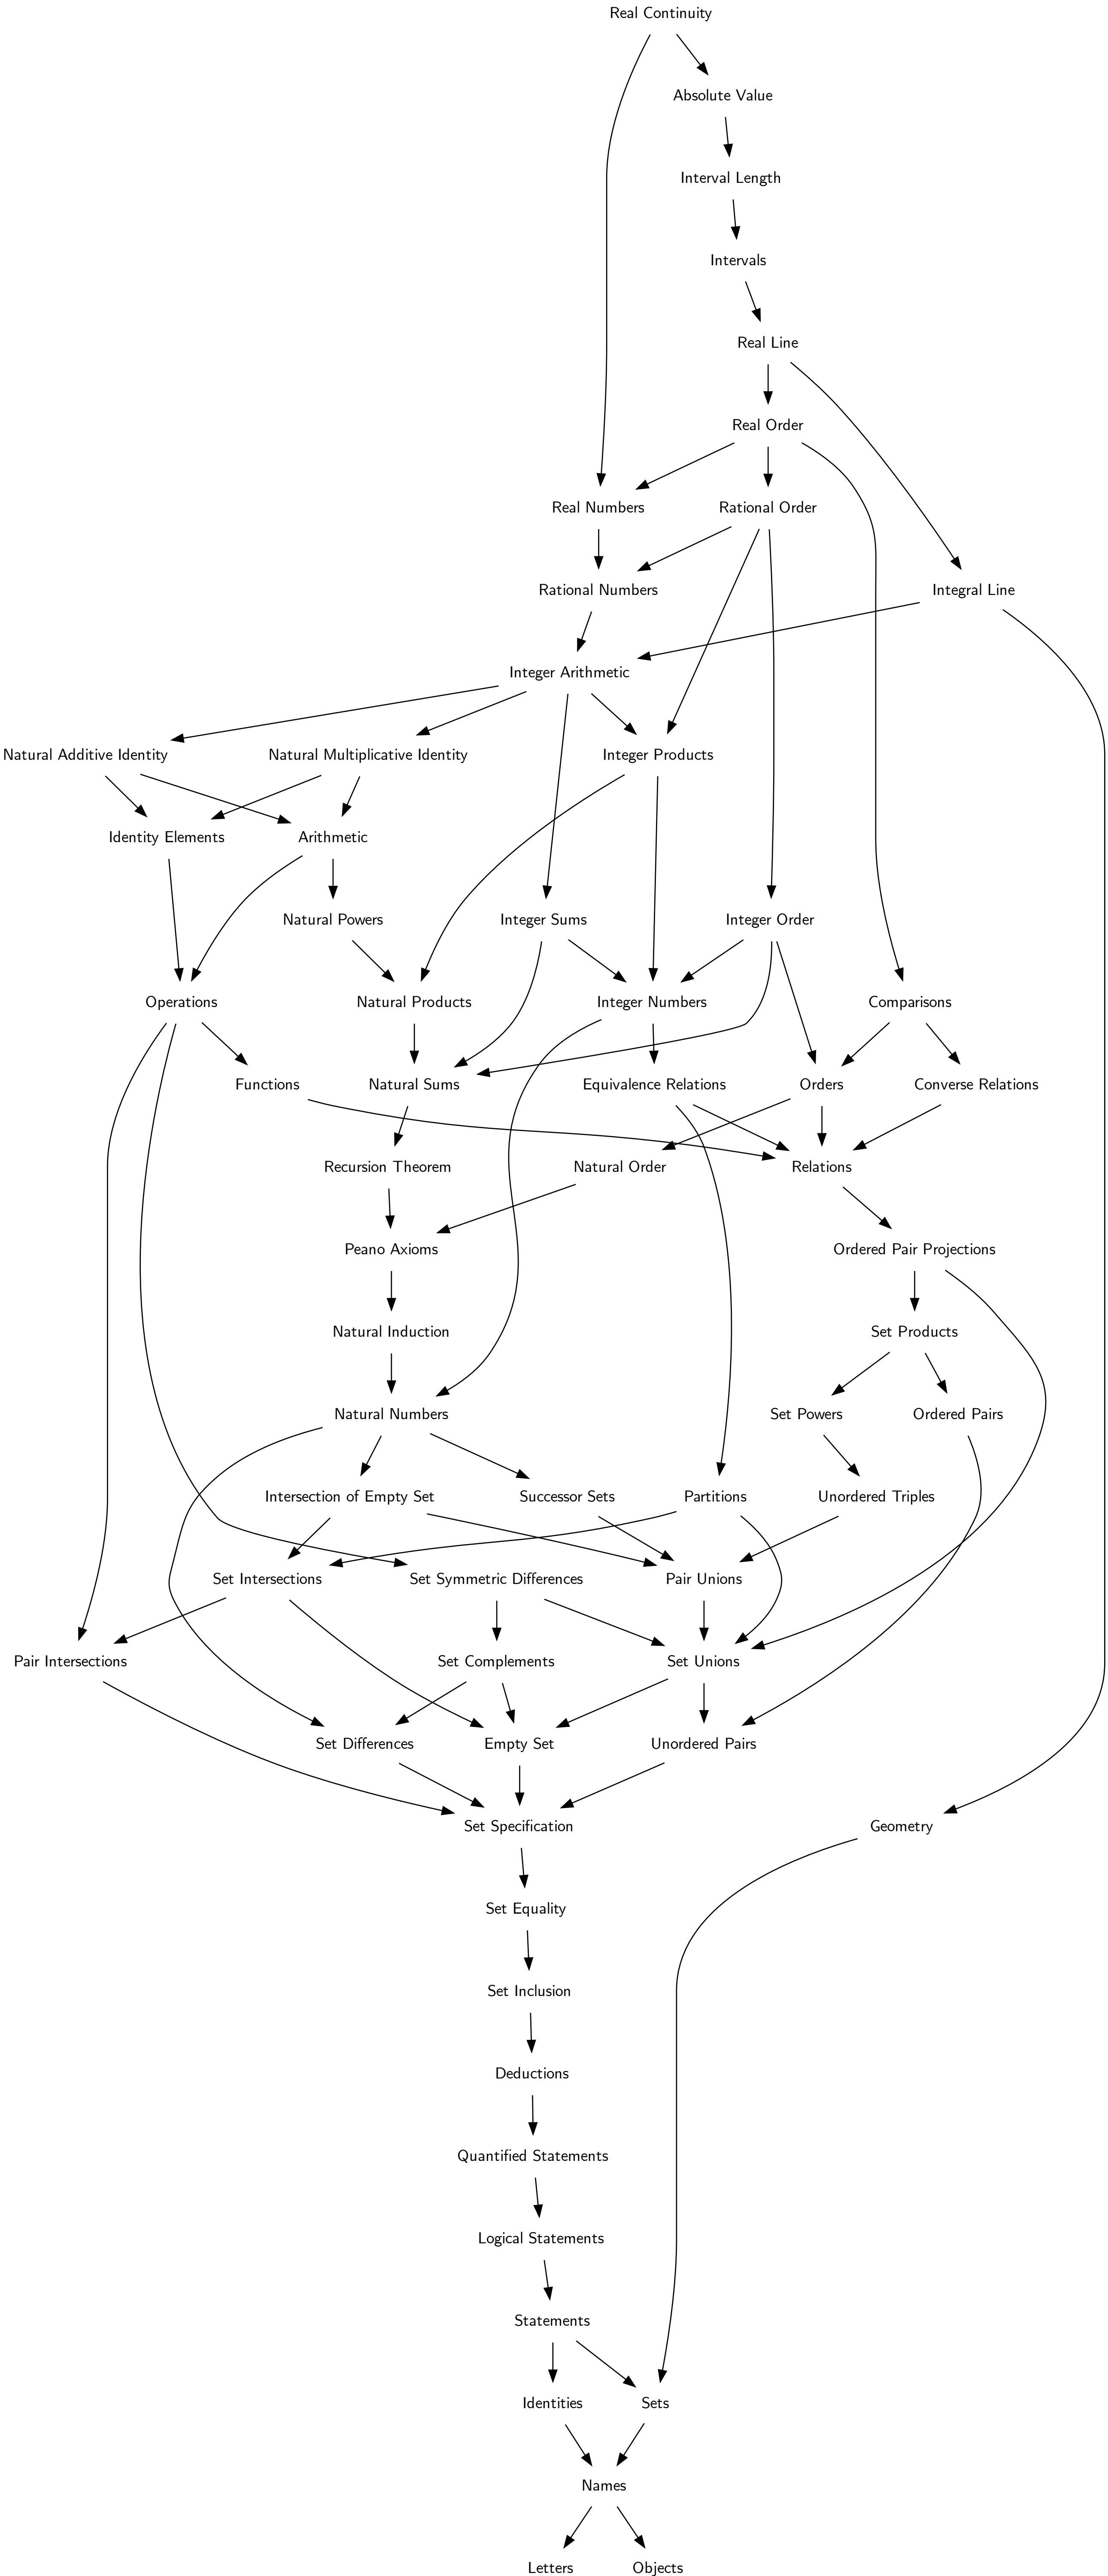 Real Continuity
Absolute Value
Interval Length
Intervals
Real Line
Real Order
Real Numbers
Rational Order
Rational Numbers
Integral Line
Integer Arithmetic
Natural Additive Identity
Natural Multiplicative Identity
Integer Products
Identity Elements
Arithmetic
Natural Powers
Integer Sums
Integer Order
Operations
Natural Products
Integer Numbers
Comparisons
Functions
Natural Sums
Equivalence Relations
Orders
Converse Relations
Recursion Theorem
Natural Order
Relations
Peano Axioms
Ordered Pair Projections
Natural Induction
Set Products
Natural Numbers
Set Powers
Ordered Pairs
Intersection of Empty Set
Successor Sets
Partitions
Unordered Triples
Set Intersections
Set Symmetric Differences
Pair Unions
Pair Intersections
Set Complements
Set Unions
Set Differences
Empty Set
Unordered Pairs
Set Specification
Geometry
Set Equality
Set Inclusion
Deductions
Quantified Statements
Logical Statements
Statements
Identities
Sets
Names
Letters
Objects